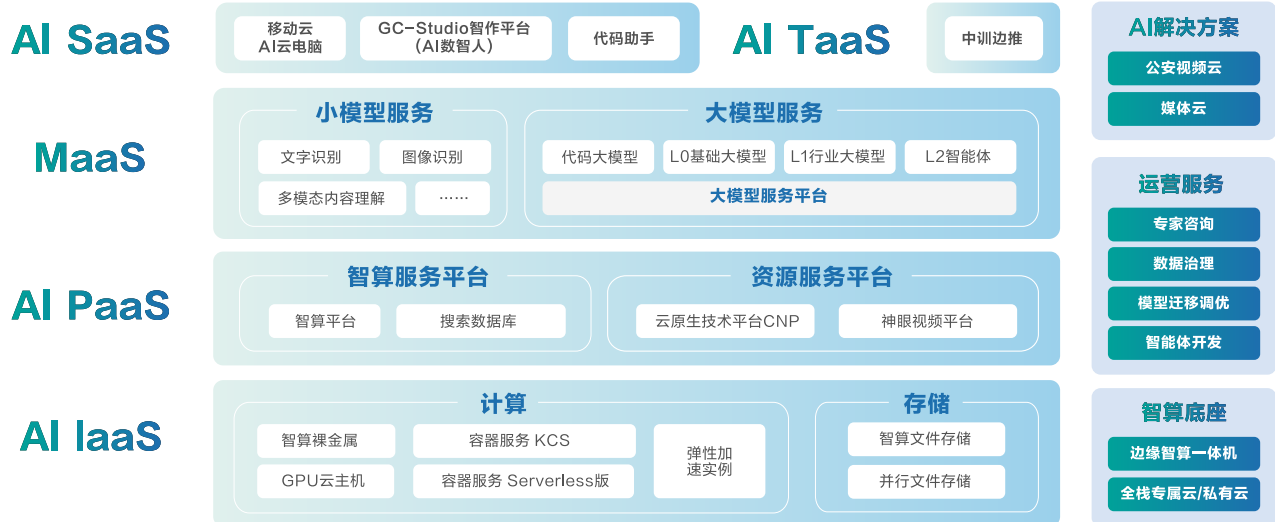 AI SaaS
移动云
AI云电脑
GC-Studio智作平台
（AI数智人）
代码助手
AI TaaS
中训边推
MaaS
小模型服务
文字识别
图像识别
多模态内容理解
……
大模型服务
代码大模型
L0基础大模型
L1行业大模型
L2智能体
大模型服务平台
AI PaaS
智算服务平台
智算平台
搜索数据库
资源服务平台
云原生技术平台CNP
神眼视频平台
AI IaaS
计算
智算裸金属
容器服务 KCS
弹性加
速实例
GPU云主机
容器服务 Serverless版
存储
智算文件存储
并行文件存储
AI解决方案
公安视频云
媒体云
运营服务
专家咨询
数据治理
模型迁移调优
智能体开发
智算底座
边缘智算一体机
全栈专属云/私有云